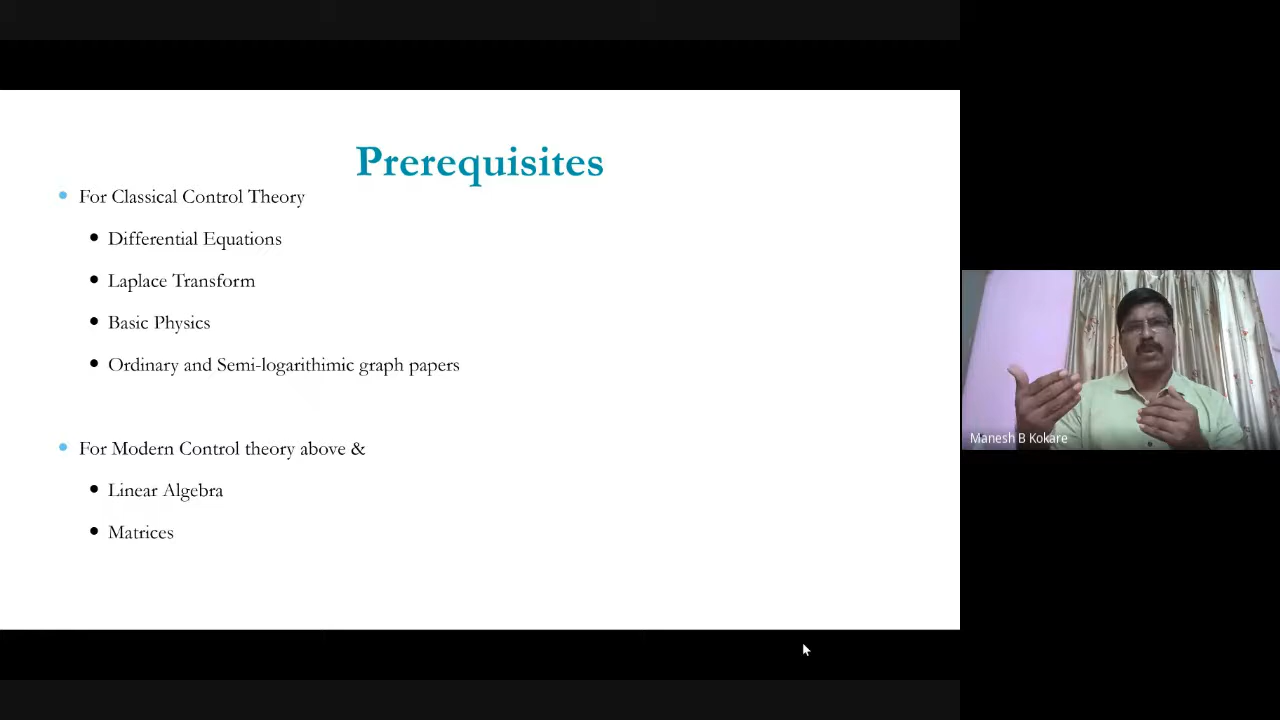 Prerequisites
For Classical Control Theory
Differential Equations
Laplace Transform
Basic Physics
Ordinary and Semi-logarithimic graph papers
For Modern Control theory above &
Linear Algebra
Matrices
Manesh B Kokare